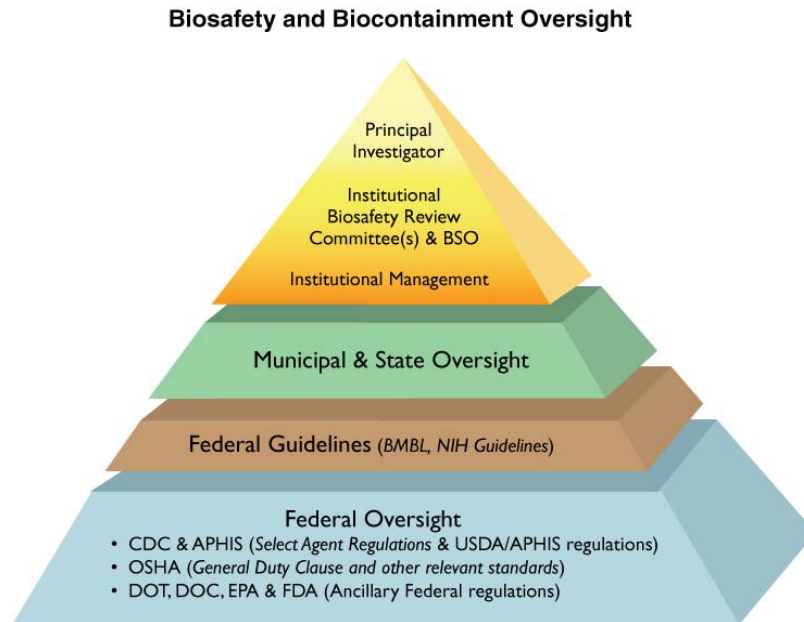 Biosafety and Biocontainment Oversight
Principal
Investigator
Institutional
Biosafety Review
Committee(s) & BSO
Institutional Management
Municipal & State Oversight
Federal Guidelines (BMBL, NIH Guidelines)
Federal Oversight
• CDC & APHIS (Select Agent Regulations & USDA/APHIS regulations)
• OSHA (General Duty Clause and other relevant standards)
• DOT, DOC, EPA & FDA (Ancillary Federal regulations)